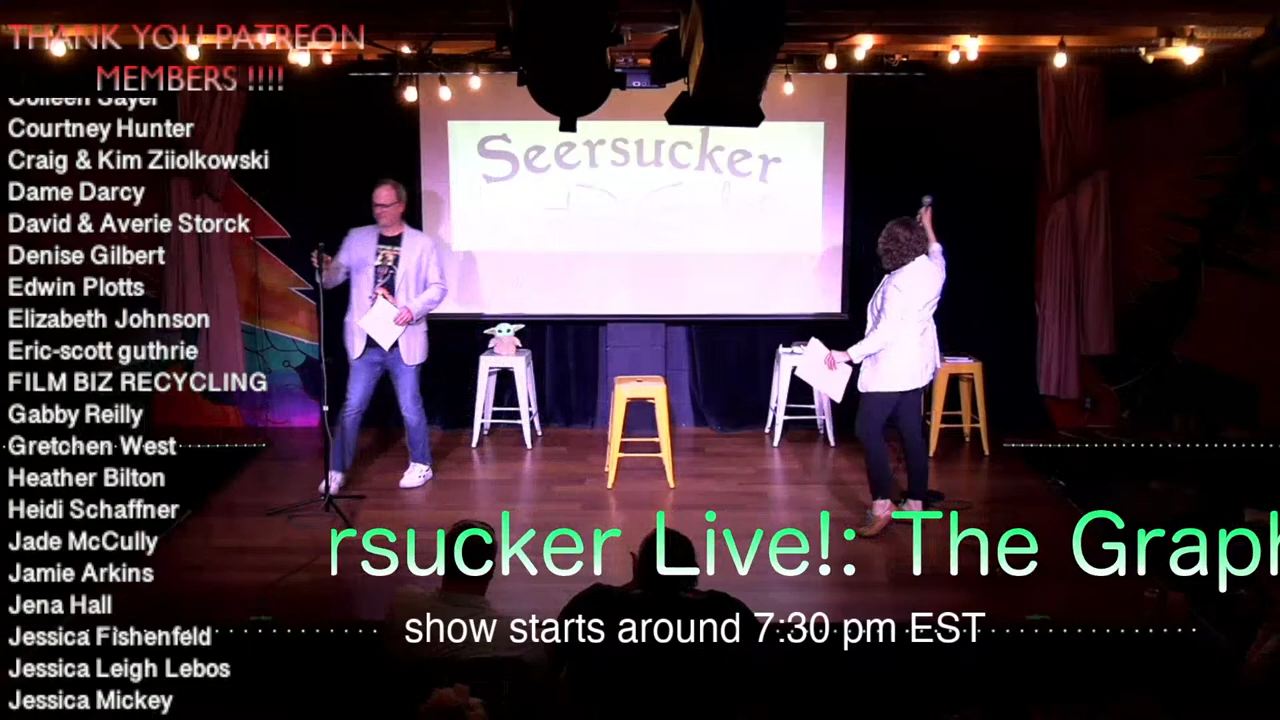 THANK YOU PATREON
MEMBERS !!!!
Colleen Sayer
Courtney Hunter
Craig & Kim Ziiolkowski
Dame Darcy
David & Averie Storck
Denise Gilbert
Edwin Plotts
Elizabeth Johnson
Eric-scott guthrie
FILM BIZ RECYCLING
Gabby Reilly
Gretchen West
Heather Bilton
Heidi Schaffner
Jade McCully
Jamie Arkins
Jena Hall
Jessica Fishenfeld
Jessica Leigh Lebos
Jessica Mickey
Seersucker
rsucker Live!: The Graph
show starts around 7:30 pm EST